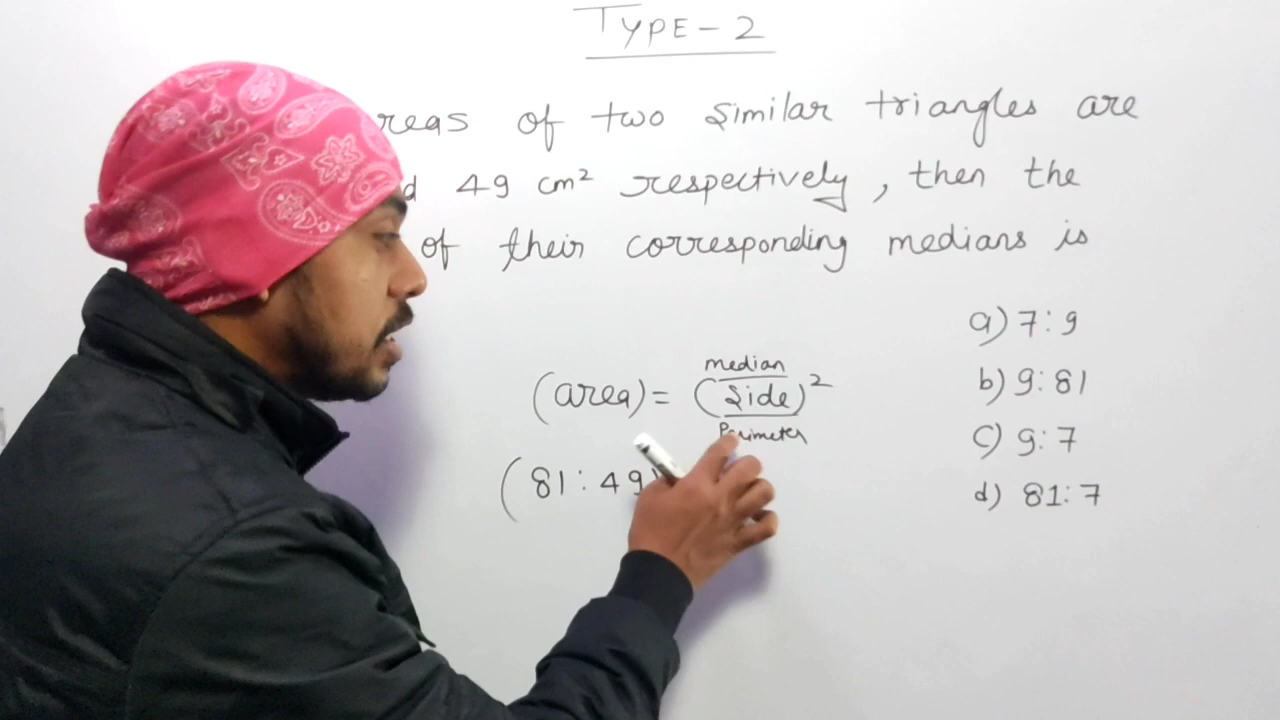 TYPE-2
reas of two similar triangles are
d 49 cm² respectively, then the
of their corresponding medians is
a) 7:9
median
(area) = (side)²
b) 9:81
Perimeter
c) 9:7
(81:49
d) 81:7